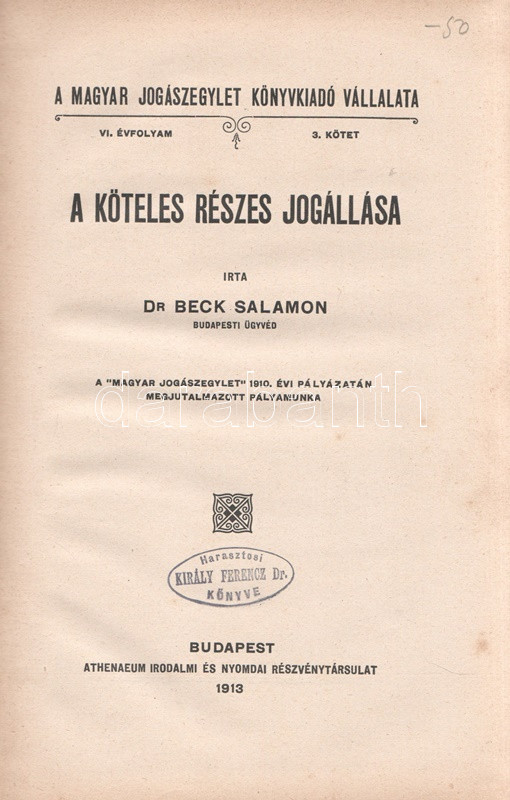 –50
A MAGYAR JOGÁSZEGYLET KÖNYVKIADÓ VÁLLALATA
VI. ÉVFOLYAM 3. KÖTET
A KÖTELES RÉSZES JOGÁLLÁSA
IRTA
DR BECK SALAMON
BUDAPESTI ÜGYVÉD
A "MAGYAR JOGÁSZEGYLET" 1910. ÉVI PÁLYÁZATÁN
MEGJUTALMAZOTT PÁLYAMUNKA
darabanth
Harasztosi
KIRÁLY FERENCZ Dr.
KÖNYVE
BUDAPEST
ATHENAEUM IRODALMI ÉS NYOMDAI RÉSZVÉNYTÁRSULAT
1913